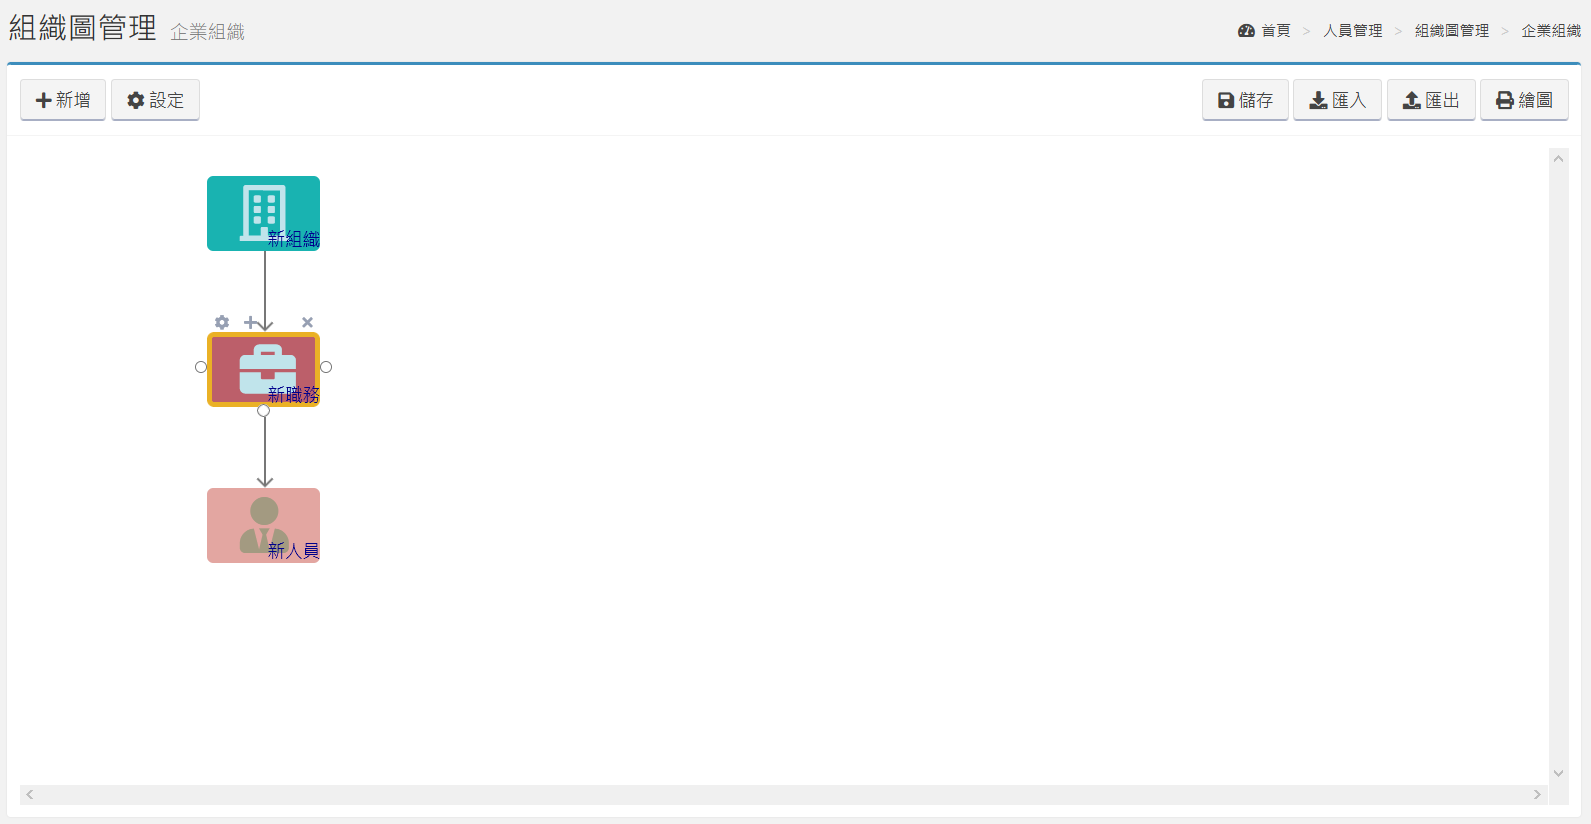 組織圖管理 企業組織
首頁 > 人員管理 > 組織圖管理 > 企業組織
新增 設定 儲存 匯入 匯出 繪圖
新組織
新職務
新人員